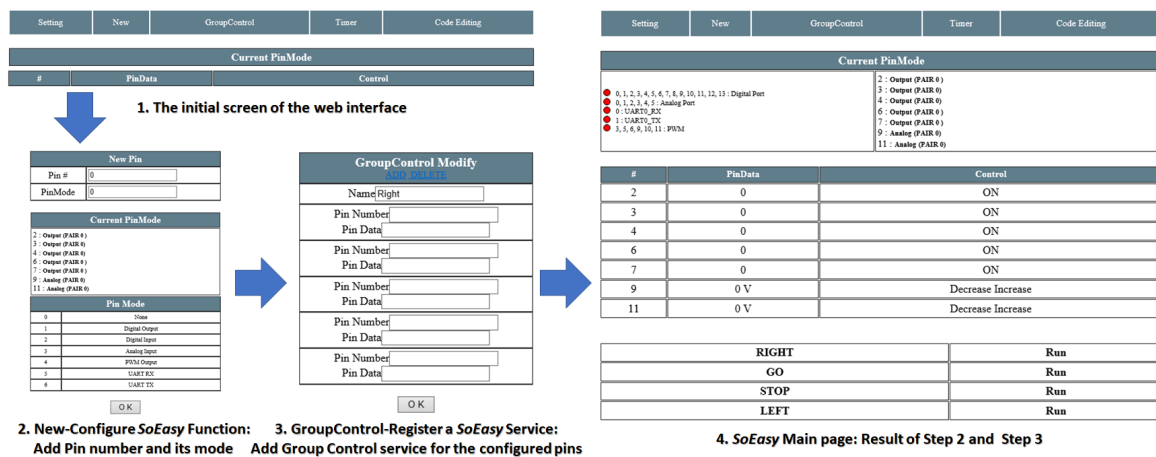 Setting New GroupControl Timer Code Editing
Current PinMode
# PinData Control
1. The initial screen of the web interface
New Pin
Pin # 0
PinMode 0
Current PinMode
2 : Output (PAIR 0 )
3 : Output (PAIR 0)
4 : Output (PAIR 0)
6 : Output (PAIR 0 )
7 : Output (PAIR 0 )
9 : Analog (PAIR 0)
11 : Analog (PAIR 0)
Pin Mode
0 None
1 Digital Output
2 Digital Input
3 Analog Input
4 PWM Output
5 UART RX
6 UART TX
O K
2. New-Configure SoEasy Function:
Add Pin number and its mode
GroupControl Modify
ADD DELETE
Name Right
Pin Number
Pin Data
Pin Number
Pin Data
Pin Number
Pin Data
Pin Number
Pin Data
Pin Number
Pin Data
O K
3. GroupControl-Register a SoEasy Service:
Add Group Control service for the configured pins
Setting New GroupControl Timer Code Editing
Current PinMode
0, 1, 2, 3, 4, 5, 6, 7, 8, 9, 10, 11, 12, 13 : Digital Port
0, 1, 2, 3, 4, 5 : Analog Port
0 : UART0_RX
1 : UART0_TX
3, 5, 6, 9, 10, 11 : PWM
2 : Output (PAIR 0 )
3 : Output (PAIR 0)
4 : Output (PAIR 0)
6 : Output (PAIR 0 )
7 : Output (PAIR 0 )
9 : Analog (PAIR 0)
11 : Analog (PAIR 0)
# PinData Control
2 0 ON
3 0 ON
4 0 ON
6 0 ON
7 0 ON
9 0 V Decrease Increase
11 0 V Decrease Increase
RIGHT Run
GO Run
STOP Run
LEFT Run
4. SoEasy Main page: Result of Step 2 and Step 3